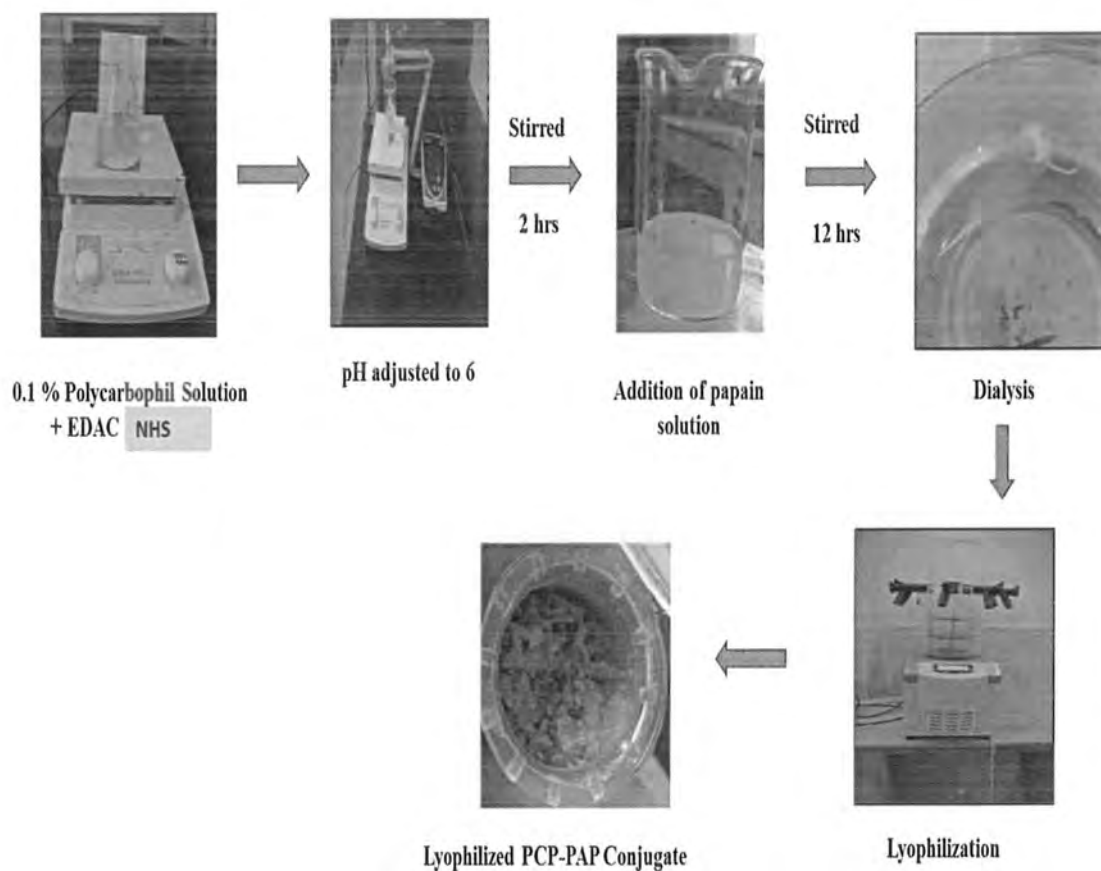 Stirred
2 hrs
Stirred
12 hrs
0.1 % Polycarbophil Solution
+ EDAC NHS
pH adjusted to 6
Addition of papain
solution
Dialysis
Lyophilized PCP-PAP Conjugate
Lyophilization